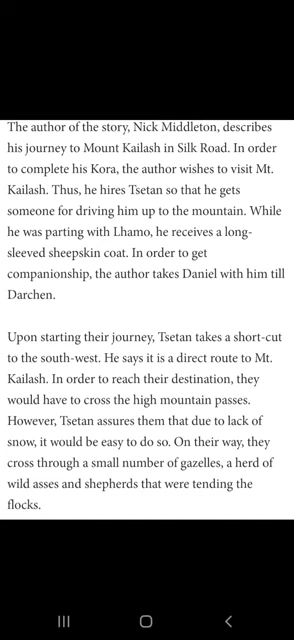 The author of the story, Nick Middleton, describes
his journey to Mount Kailash in Silk Road. In order
to complete his Kora, the author wishes to visit Mt.
Kailash. Thus, he hires Tsetan so that he gets
someone for driving him up to the mountain. While
he was parting with Lhamo, he receives a long-
sleeved sheepskin coat. In order to get
companionship, the author takes Daniel with him till
Darchen.

Upon starting their journey, Tsetan takes a short-cut
to the south-west. He says it is a direct route to Mt.
Kailash. In order to reach their destination, they
would have to cross the high mountain passes.
However, Tsetan assures them that due to lack of
snow, it would be easy to do so. On their way, they
cross through a small number of gazelles, a herd of
wild asses and shepherds that were tending the
flocks.